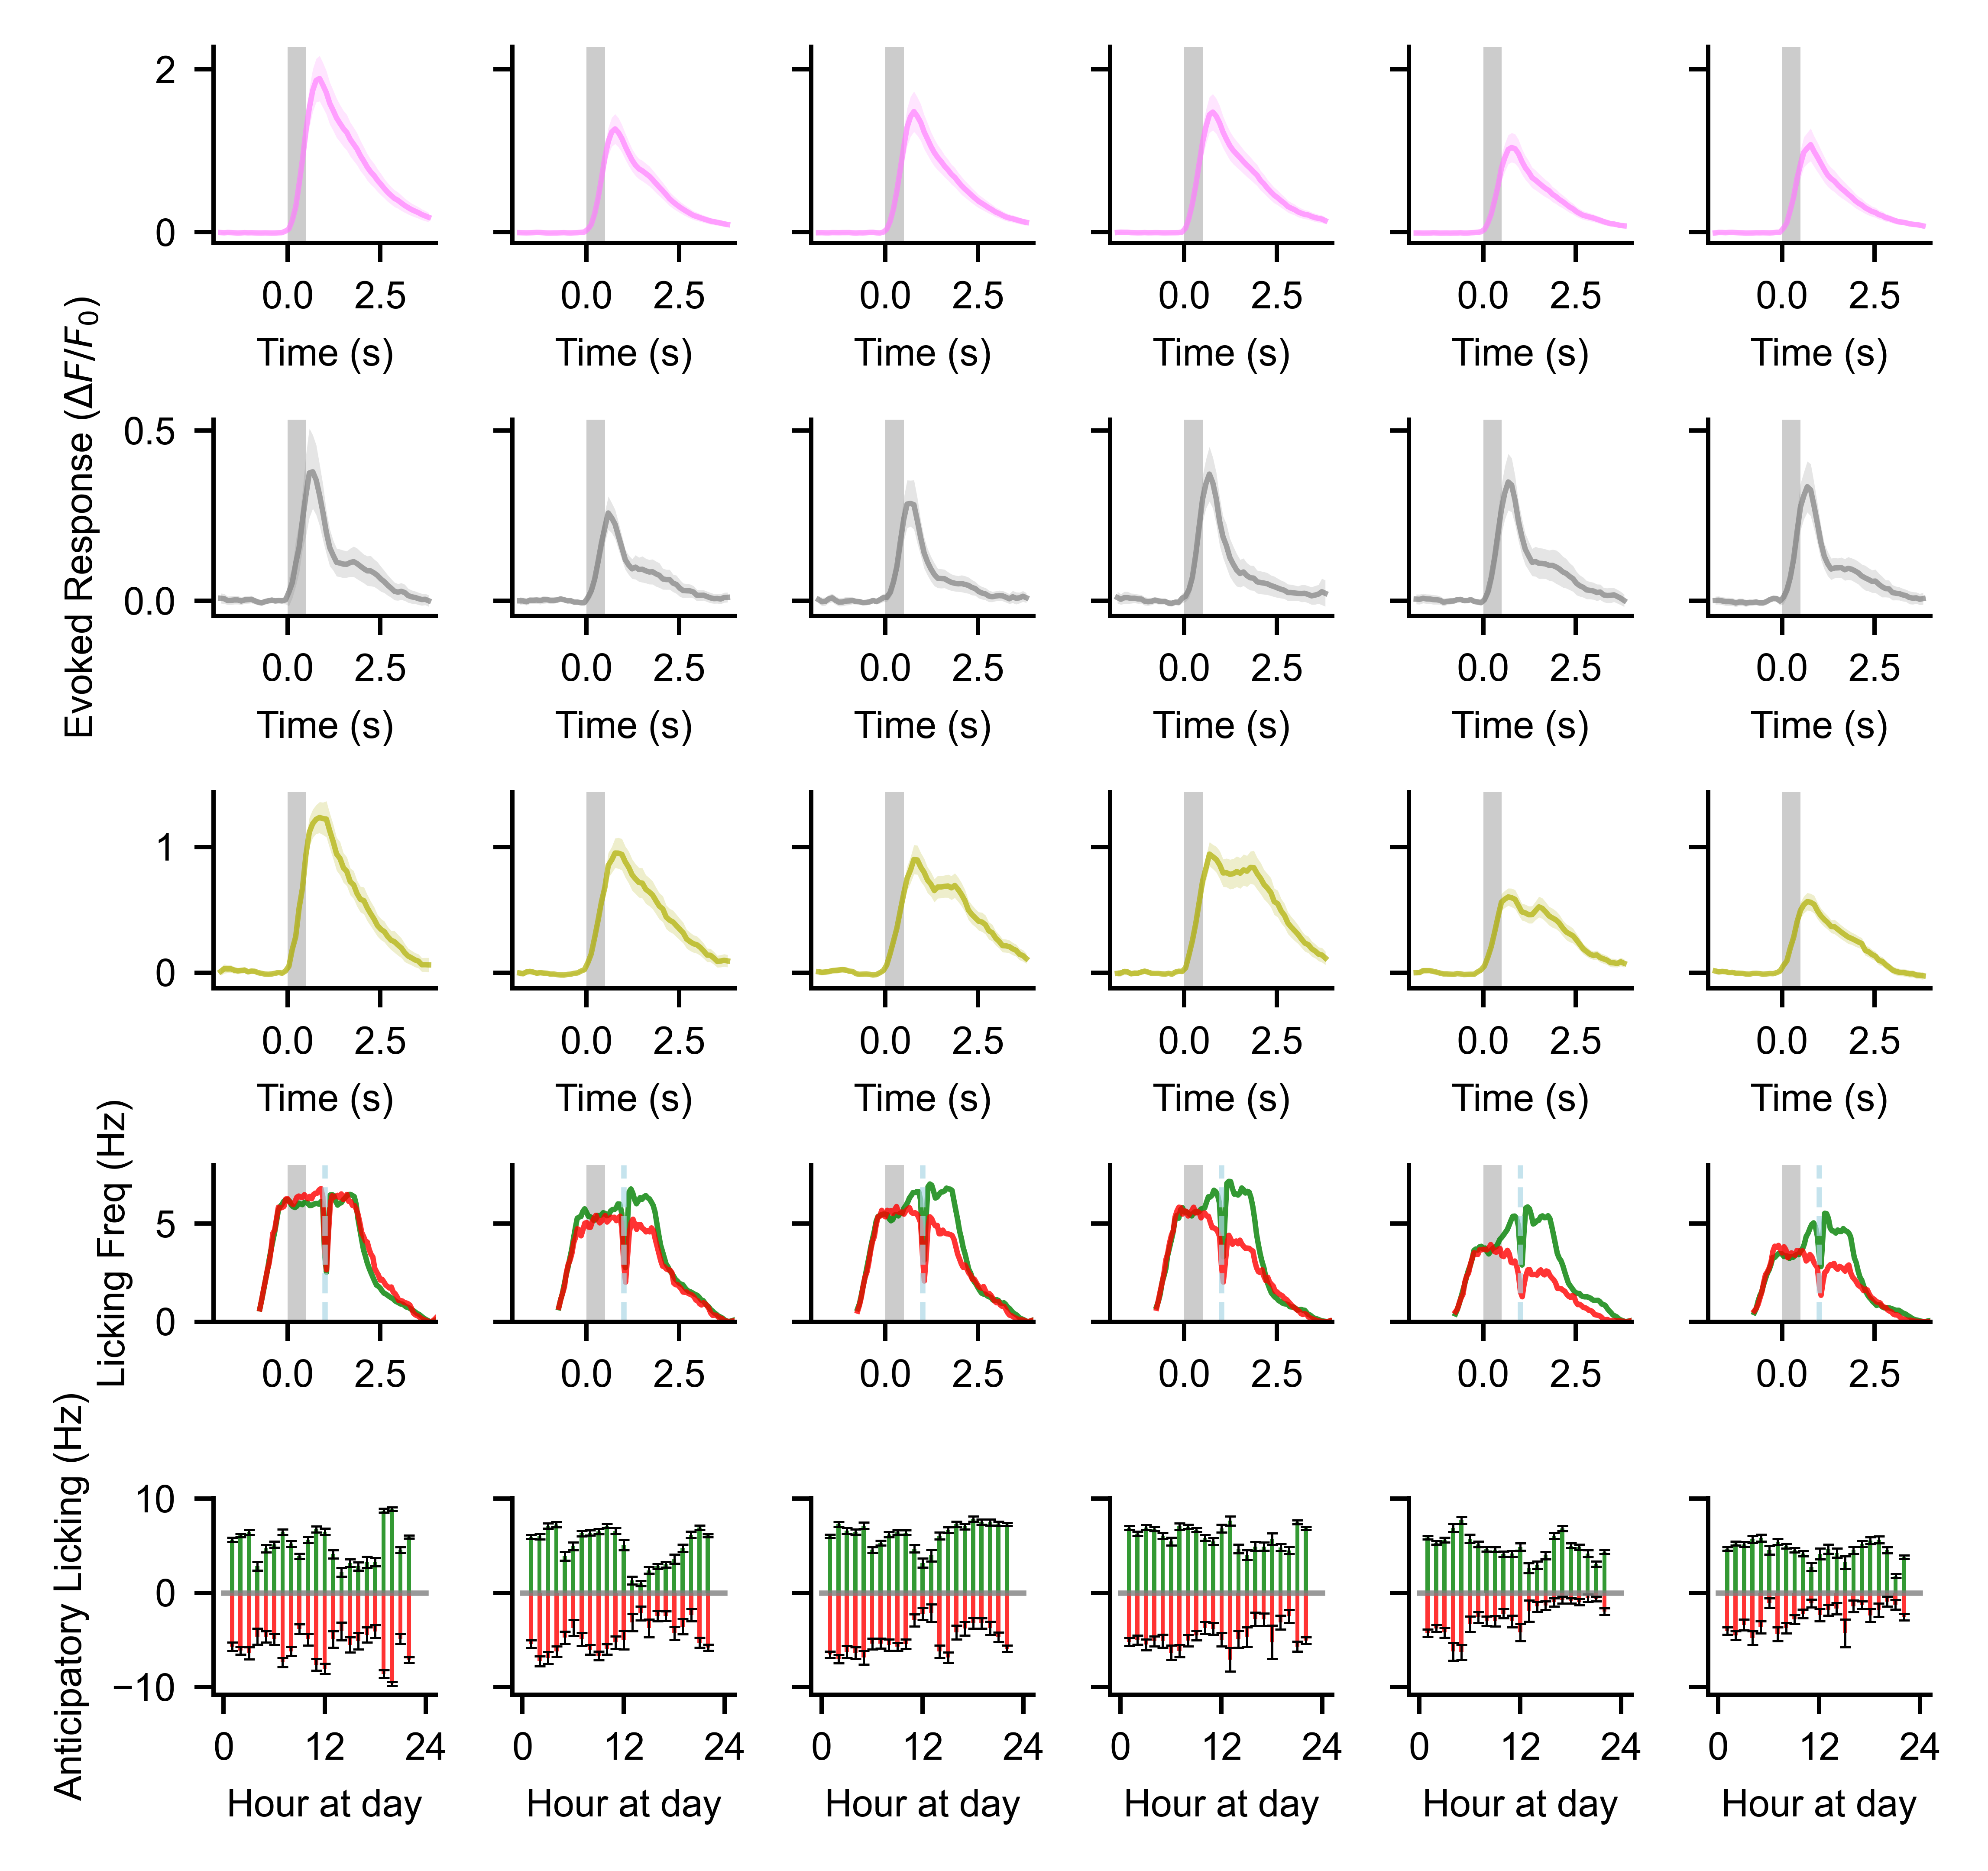 Evoked Response (ΔF/F₀)
2
0
0.0 2.5 0.0 2.5 0.0 2.5 0.0 2.5 0.0 2.5 0.0 2.5
Time (s) Time (s) Time (s) Time (s) Time (s) Time (s)
0.5
0.0
0.0 2.5 0.0 2.5 0.0 2.5 0.0 2.5 0.0 2.5 0.0 2.5
Time (s) Time (s) Time (s) Time (s) Time (s) Time (s)
1
0
0.0 2.5 0.0 2.5 0.0 2.5 0.0 2.5 0.0 2.5 0.0 2.5
Time (s) Time (s) Time (s) Time (s) Time (s) Time (s)
Licking Freq (Hz)
5
0
0.0 2.5 0.0 2.5 0.0 2.5 0.0 2.5 0.0 2.5 0.0 2.5
Anticipatory Licking (Hz)
10
0
−10
0 12 24 0 12 24 0 12 24 0 12 24 0 12 24 0 12 24
Hour at day Hour at day Hour at day Hour at day Hour at day Hour at day